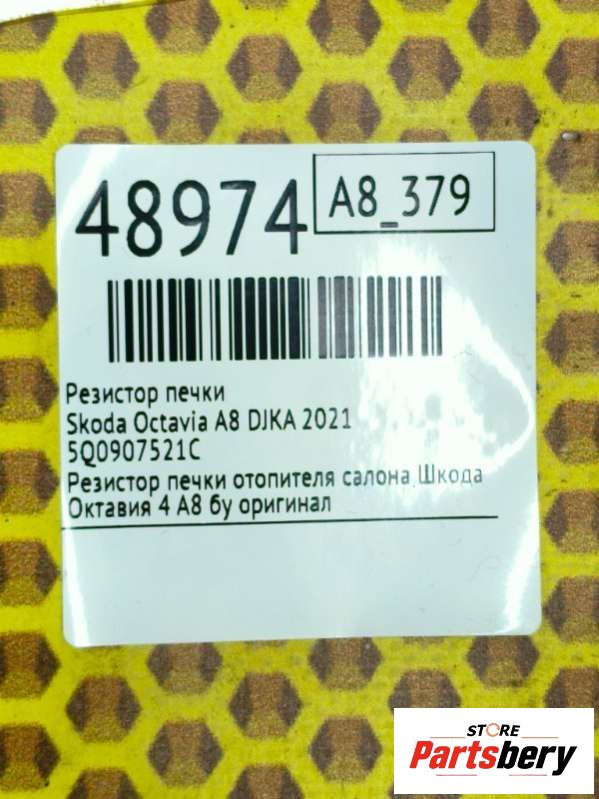 48974
A8_379
Резистор печки
Skoda Octavia A8 DJKA 2021
5Q0907521C
Резистор печки отопителя салона Шкода
Октавия 4 А8 бу оригинал
STORE
Partsbery